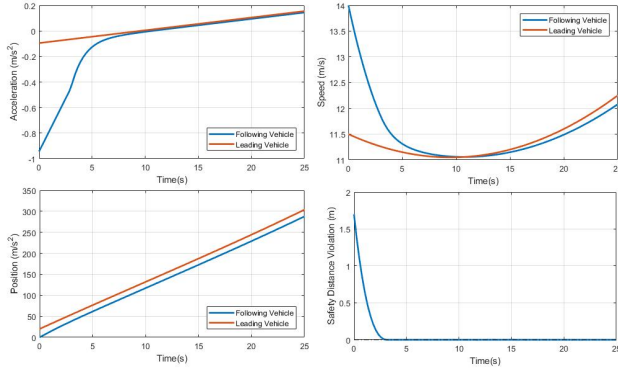 0.2
0
-0.2
-0.4
-0.6
-0.8
-1
Acceleration (m/s²)
Following Vehicle
Leading Vehicle
0 5 10 15 20 25
Time(s)
14
13.5
13
12.5
12
11.5
11
Speed (m/s)
Following Vehicle
Leading Vehicle
0 5 10 15 20 25
Time(s)
350
300
250
200
150
100
50
0
Position (m/s²)
Following Vehicle
Leading Vehicle
0 5 10 15 20 25
Time(s)
2
1.5
1
0.5
0
Safety Distance Violation (m)
0 5 10 15 20 25
Time(s)